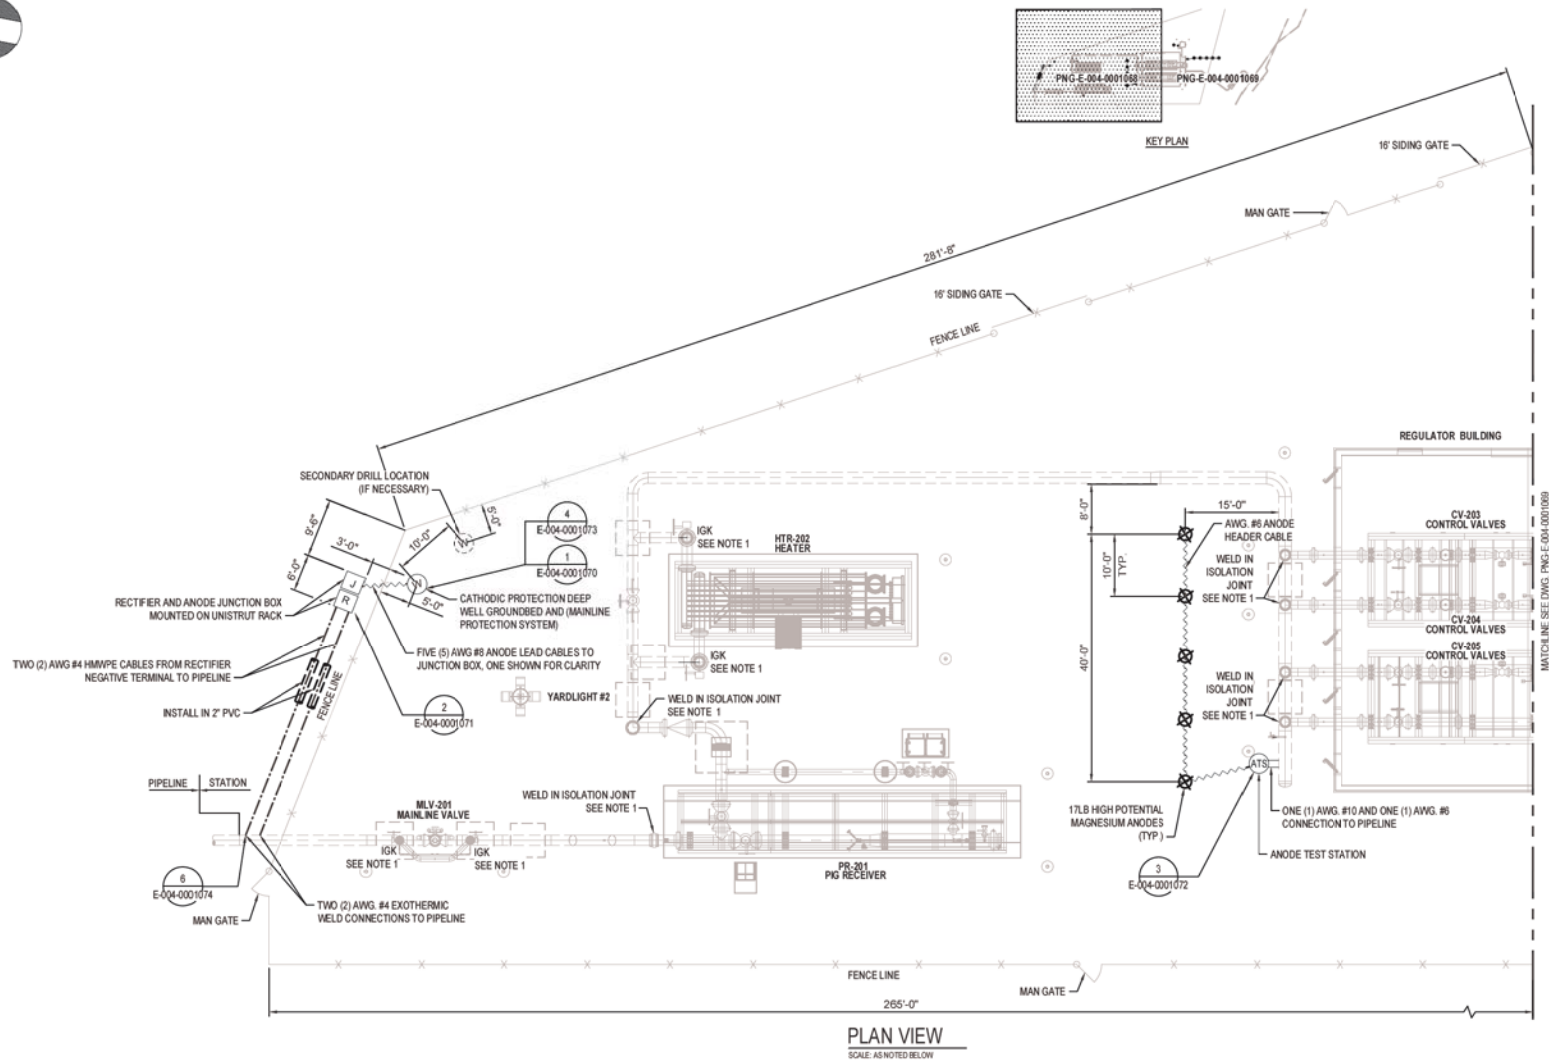 PNG-E-004-0001068
PNG-E-004-0001069
KEY PLAN
16' SIDING GATE
MAN GATE
281'-8"
16' SIDING GATE
FENCE LINE
REGULATOR BUILDING
SECONDARY DRILL LOCATION
(IF NECESSARY)
5'-0"
9'-6"
10'-0"
3'-0"
6'-0"
5'-0"
4
E-004-0001073
1
E-004-0001070
J
R
RECTIFIER AND ANODE JUNCTION BOX
MOUNTED ON UNISTRUT RACK
CATHODIC PROTECTION DEEP
WELL GROUNDBED AND (MAINLINE
PROTECTION SYSTEM)
FIVE (5) AWG #8 ANODE LEAD CABLES TO
JUNCTION BOX, ONE SHOWN FOR CLARITY
TWO (2) AWG #4 HMWPE CABLES FROM RECTIFIER
NEGATIVE TERMINAL TO PIPELINE
INSTALL IN 2" PVC
FENCE LINE
2
E-004-0001071
YARDLIGHT #2
IGK
SEE NOTE 1
HTR-202
HEATER
IGK
SEE NOTE 1
WELD IN ISOLATION JOINT
SEE NOTE 1
8'-0"
15'-0"
AWG. #6 ANODE
HEADER CABLE
10'-0"
TYP.
40'-0"
WELD IN
ISOLATION
JOINT
SEE NOTE 1
WELD IN
ISOLATION
JOINT
SEE NOTE 1
CV-203
CONTROL VALVES
CV-204
CONTROL VALVES
CV-205
CONTROL VALVES
MATCHLINE SEE DWG. PNG-E-004-0001069
PIPELINE
STATION
MLV-201
MAINLINE VALVE
IGK
SEE NOTE 1
IGK
SEE NOTE 1
WELD IN ISOLATION JOINT
SEE NOTE 1
PR-201
PIG RECEIVER
17LB HIGH POTENTIAL
MAGNESIUM ANODES
(TYP.)
ATS
ONE (1) AWG. #10 AND ONE (1) AWG. #6
CONNECTION TO PIPELINE
ANODE TEST STATION
3
E-004-0001072
6
E-004-0001074
MAN GATE
TWO (2) AWG. #4 EXOTHERMIC
WELD CONNECTIONS TO PIPELINE
FENCE LINE
MAN GATE
265'-0"
PLAN VIEW
SCALE: AS NOTED BELOW